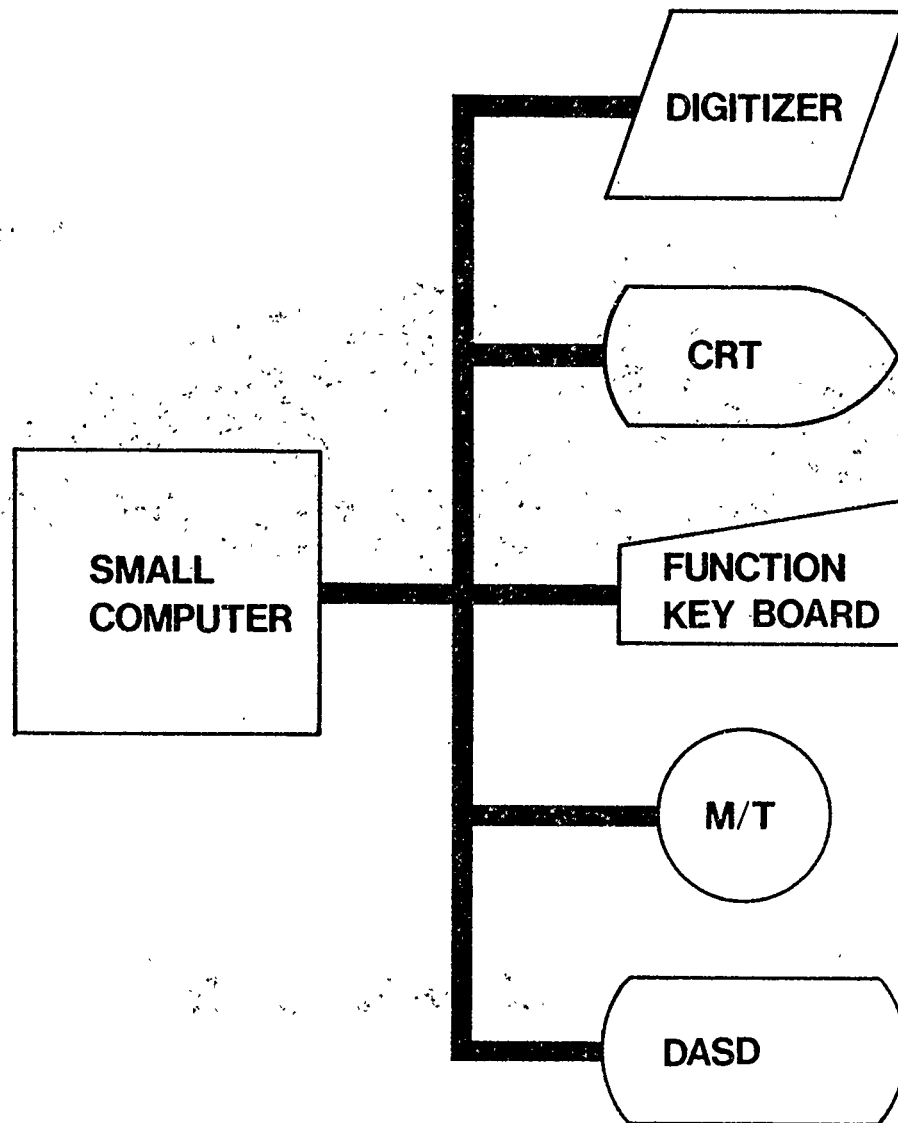 DIGITIZER
CRT
SMALL
COMPUTER
FUNCTION
KEY BOARD
M/T
DASD